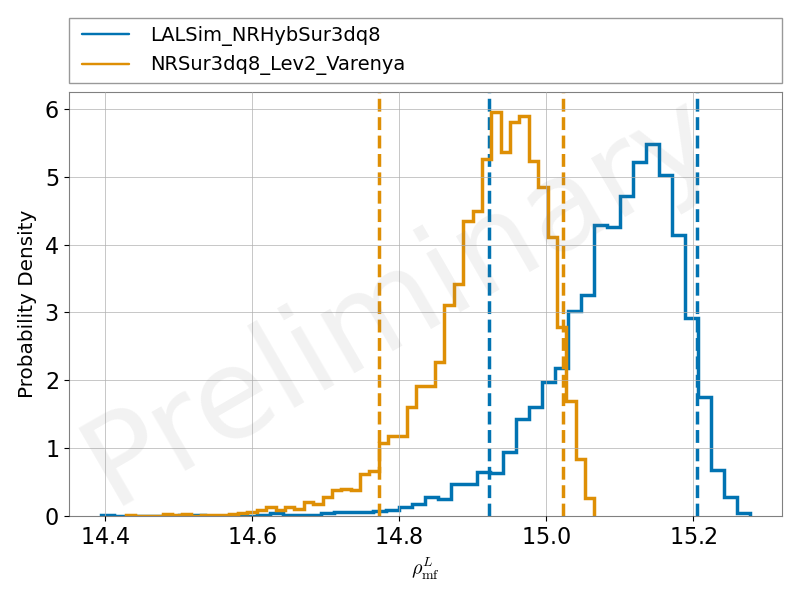 LALSim_NRHybSur3dq8
NRSur3dq8_Lev2_Varenya
Preliminary
Probability Density
6
5
4
3
2
1
0
14.4 14.6 14.8 15.0 15.2
ρ_mf^L